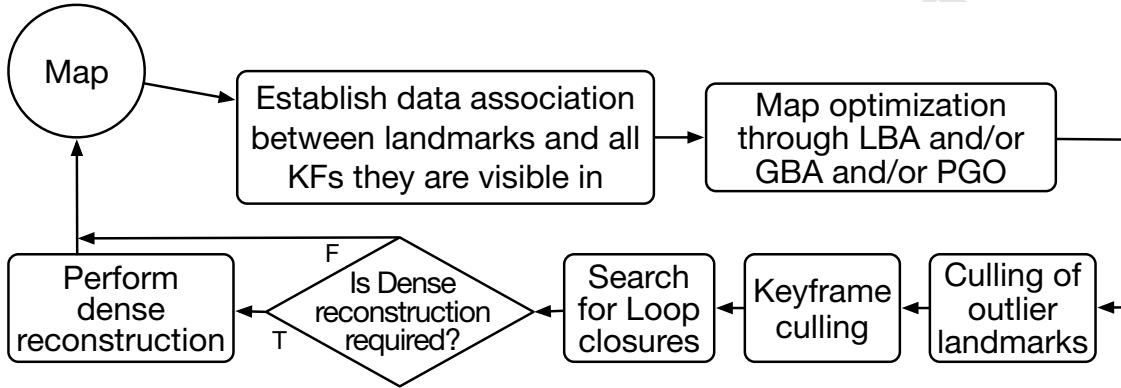 Map
Establish data association
between landmarks and all
KFs they are visible in
Map optimization
through LBA and/or
GBA and/or PGO
Culling of
outlier
landmarks
Keyframe
culling
Search
for Loop
closures
Is Dense
reconstruction
required?
F
T
Perform
dense
reconstruction